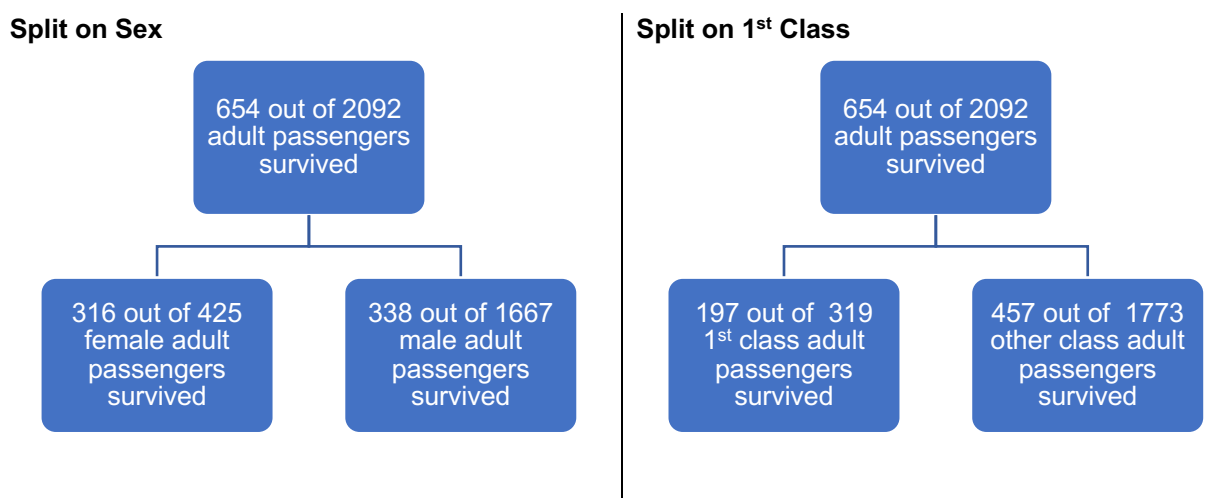 Split on Sex
654 out of 2092
adult passengers
survived
316 out of 425
female adult
passengers
survived
338 out of 1667
male adult
passengers
survived
Split on 1st Class
654 out of 2092
adult passengers
survived
197 out of  319
1st class adult
passengers
survived
457 out of  1773
other class adult
passengers
survived